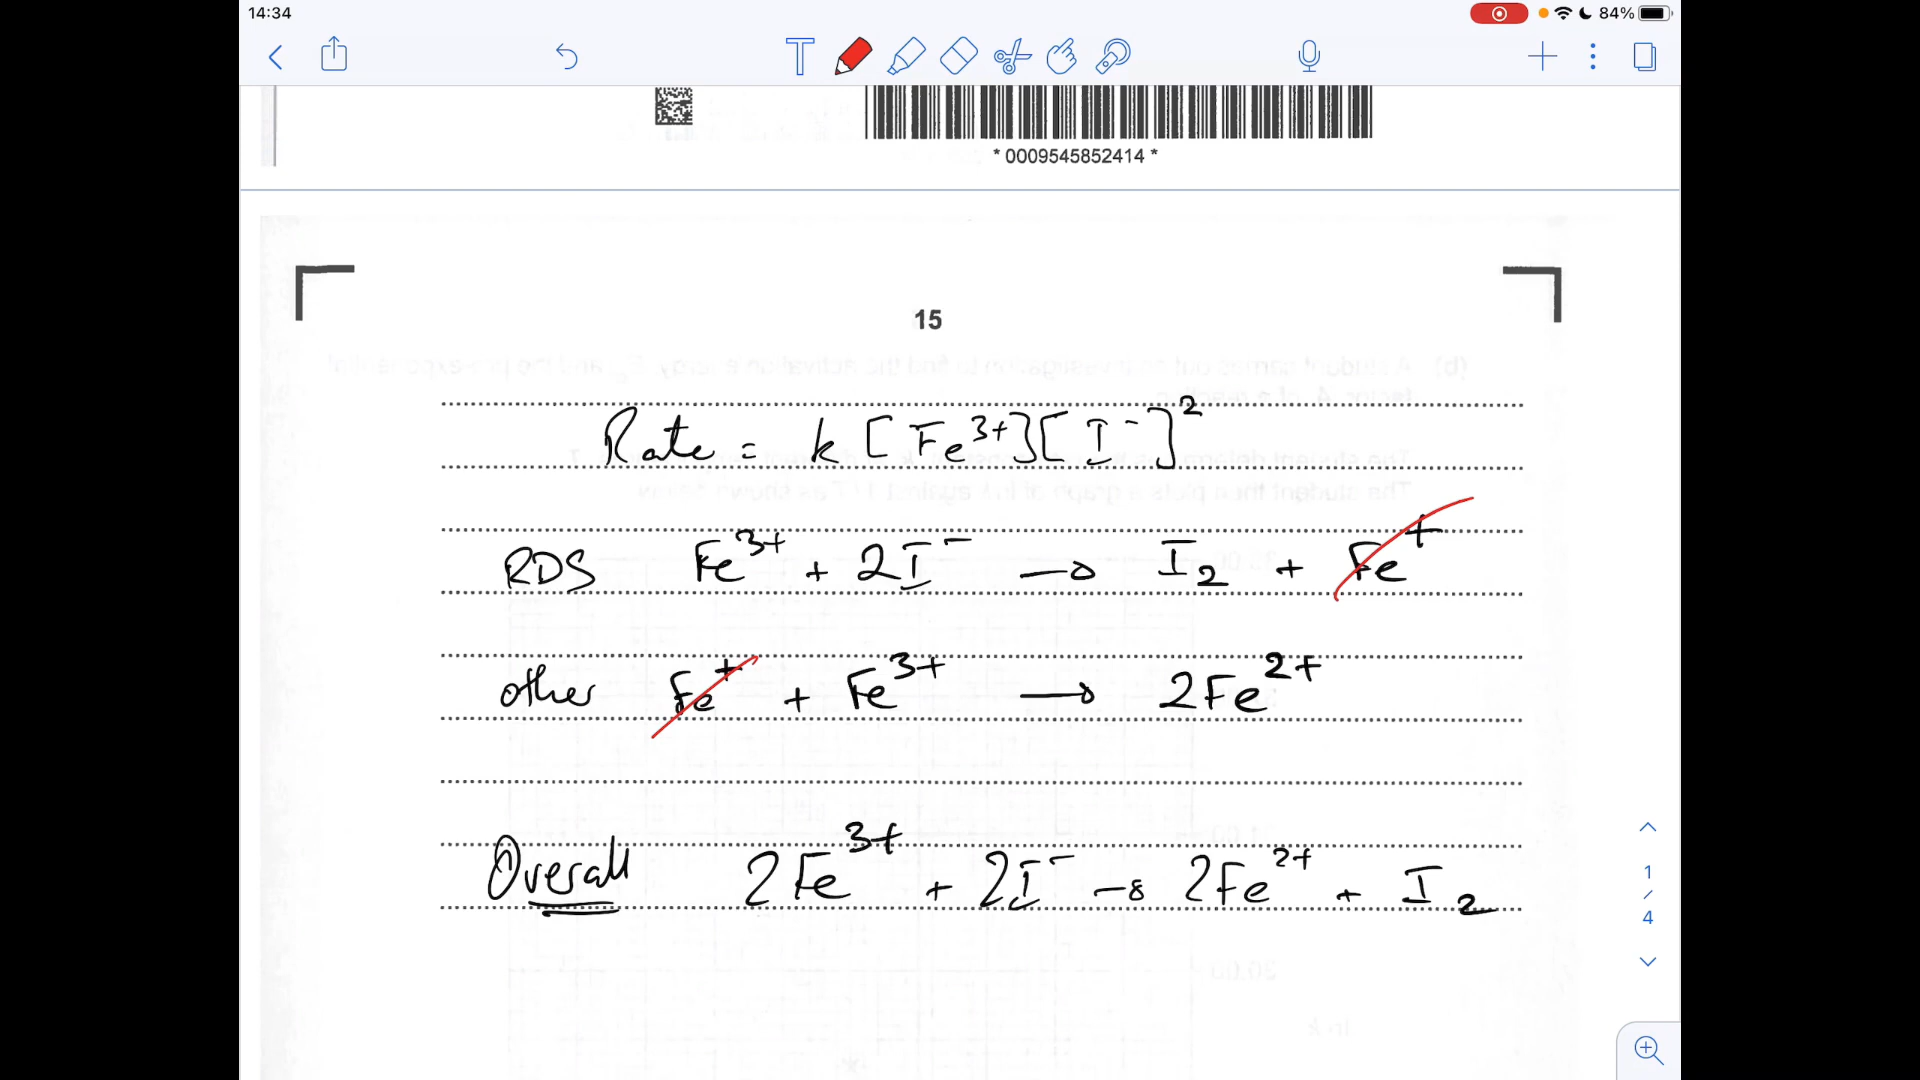 14:34
84%
* 0009545852414 *
15
Rate = k [Fe³⁺][I⁻]²
RDS Fe³⁺ + 2I⁻ → I₂ + Fe⁺
other Fe⁺ + Fe³⁺ → 2Fe²⁺
Overall 2Fe³⁺ + 2I⁻ → 2Fe²⁺ + I₂
1
/
4